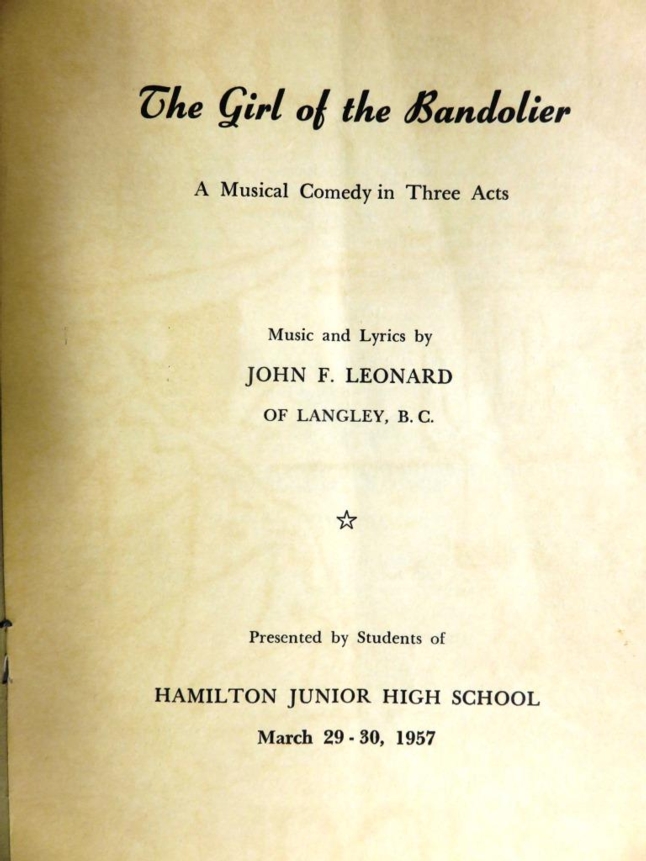 The Girl of the Bandolier
A Musical Comedy in Three Acts
Music and Lyrics by
JOHN F. LEONARD
OF LANGLEY, B. C.
Presented by Students of
HAMILTON JUNIOR HIGH SCHOOL
March 29 - 30, 1957